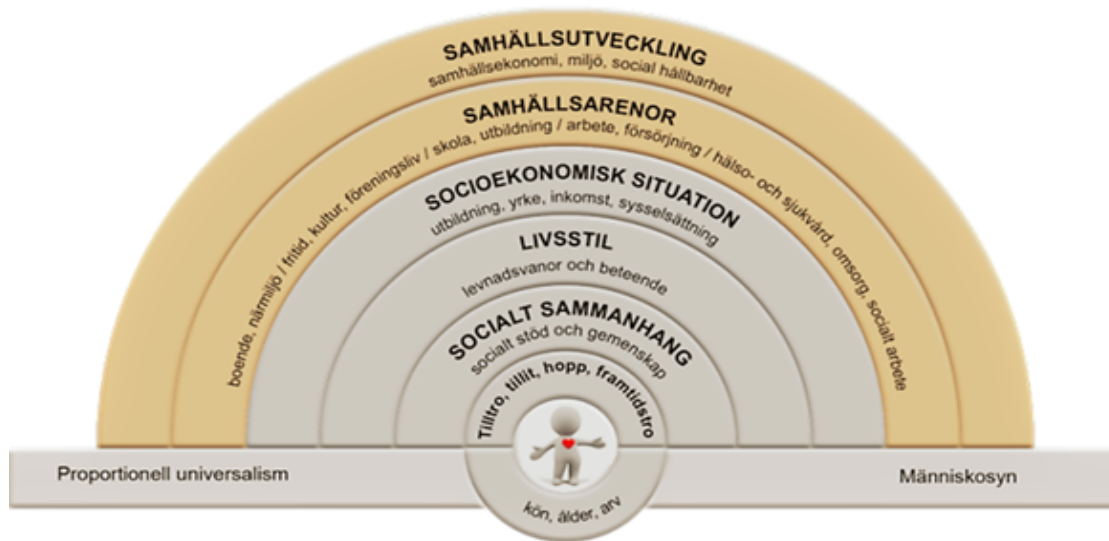 SAMHÄLLSUTVECKLING
samhällsekonomi, miljö, social hållbarhet
SAMHÄLLSARENOR
boende, närmiljö / fritid, kultur, föreningsliv / skola, utbildning / arbete, försörjning / hälso- och sjukvård, omsorg, socialt arbete
SOCIOEKONOMISK SITUATION
utbildning, yrke, inkomst, sysselsättning
LIVSSTIL
levnadsvanor och beteende
SOCIALT SAMMANHANG
socialt stöd och gemenskap
Tilltro, tillit, hopp, framtidstro
Proportionell universalism
Människosyn
kön, ålder, arv